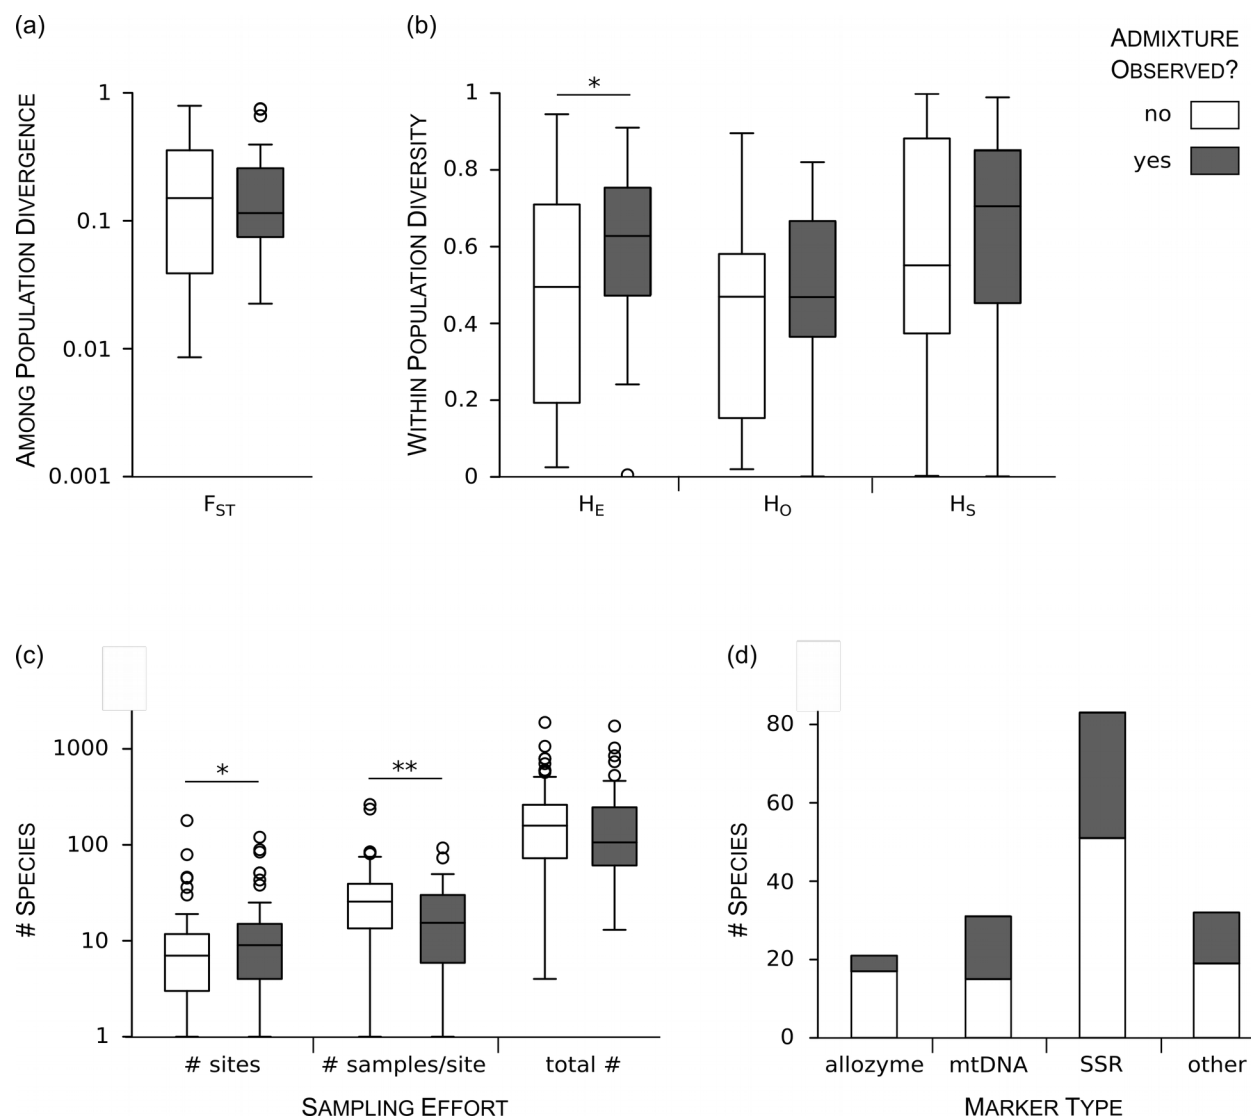 (a)
(b)
ADMIXTURE
OBSERVED?
no
yes
AMONG POPULATION DIVERGENCE
1
0.1
0.01
0.001
FST
WITHIN POPULATION DIVERSITY
1
0.8
0.6
0.4
0.2
0
*
HE
HO
HS
(c)
# SPECIES
1000
100
10
1
*
**
# sites
# samples/site
total #
SAMPLING EFFORT
(d)
# SPECIES
80
60
40
20
0
allozyme
mtDNA
SSR
other
MARKER TYPE